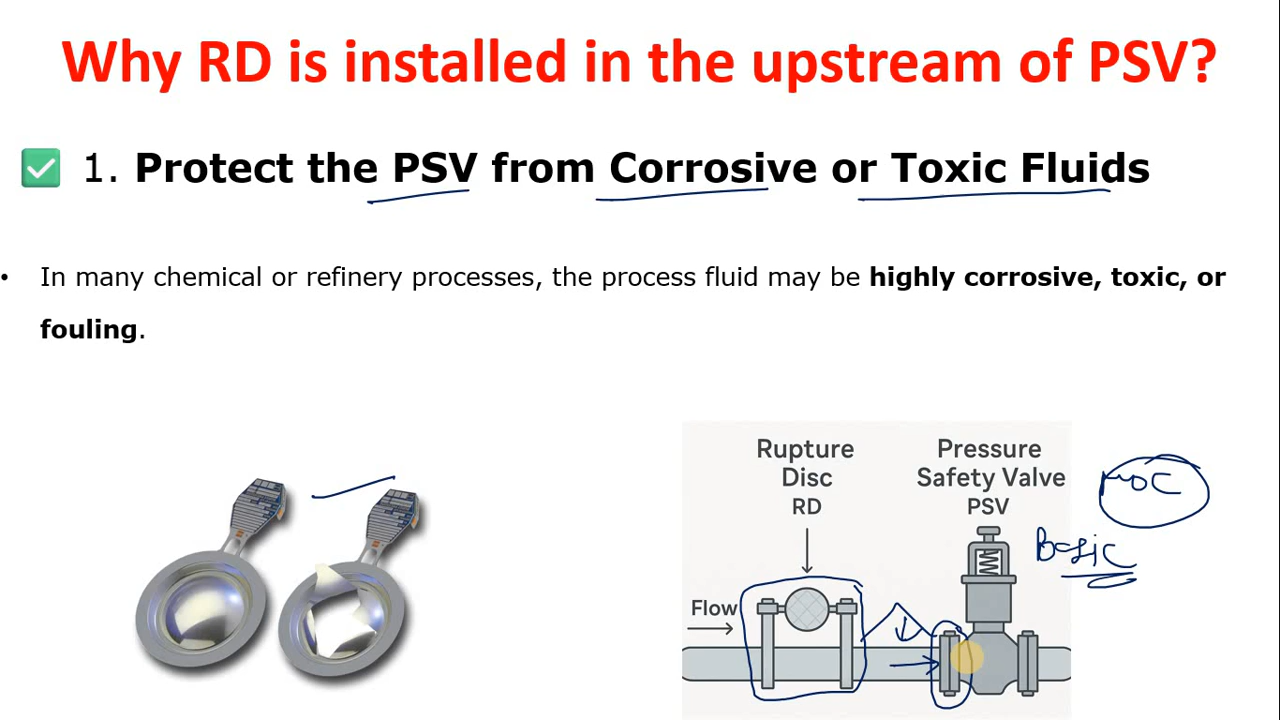 Why RD is installed in the upstream of PSV?
✅ 1. Protect the PSV from Corrosive or Toxic Fluids
• In many chemical or refinery processes, the process fluid may be highly corrosive, toxic, or
fouling.
Rupture
Disc
RD
Pressure
Safety Valve
PSV
MOC
Basic
Flow